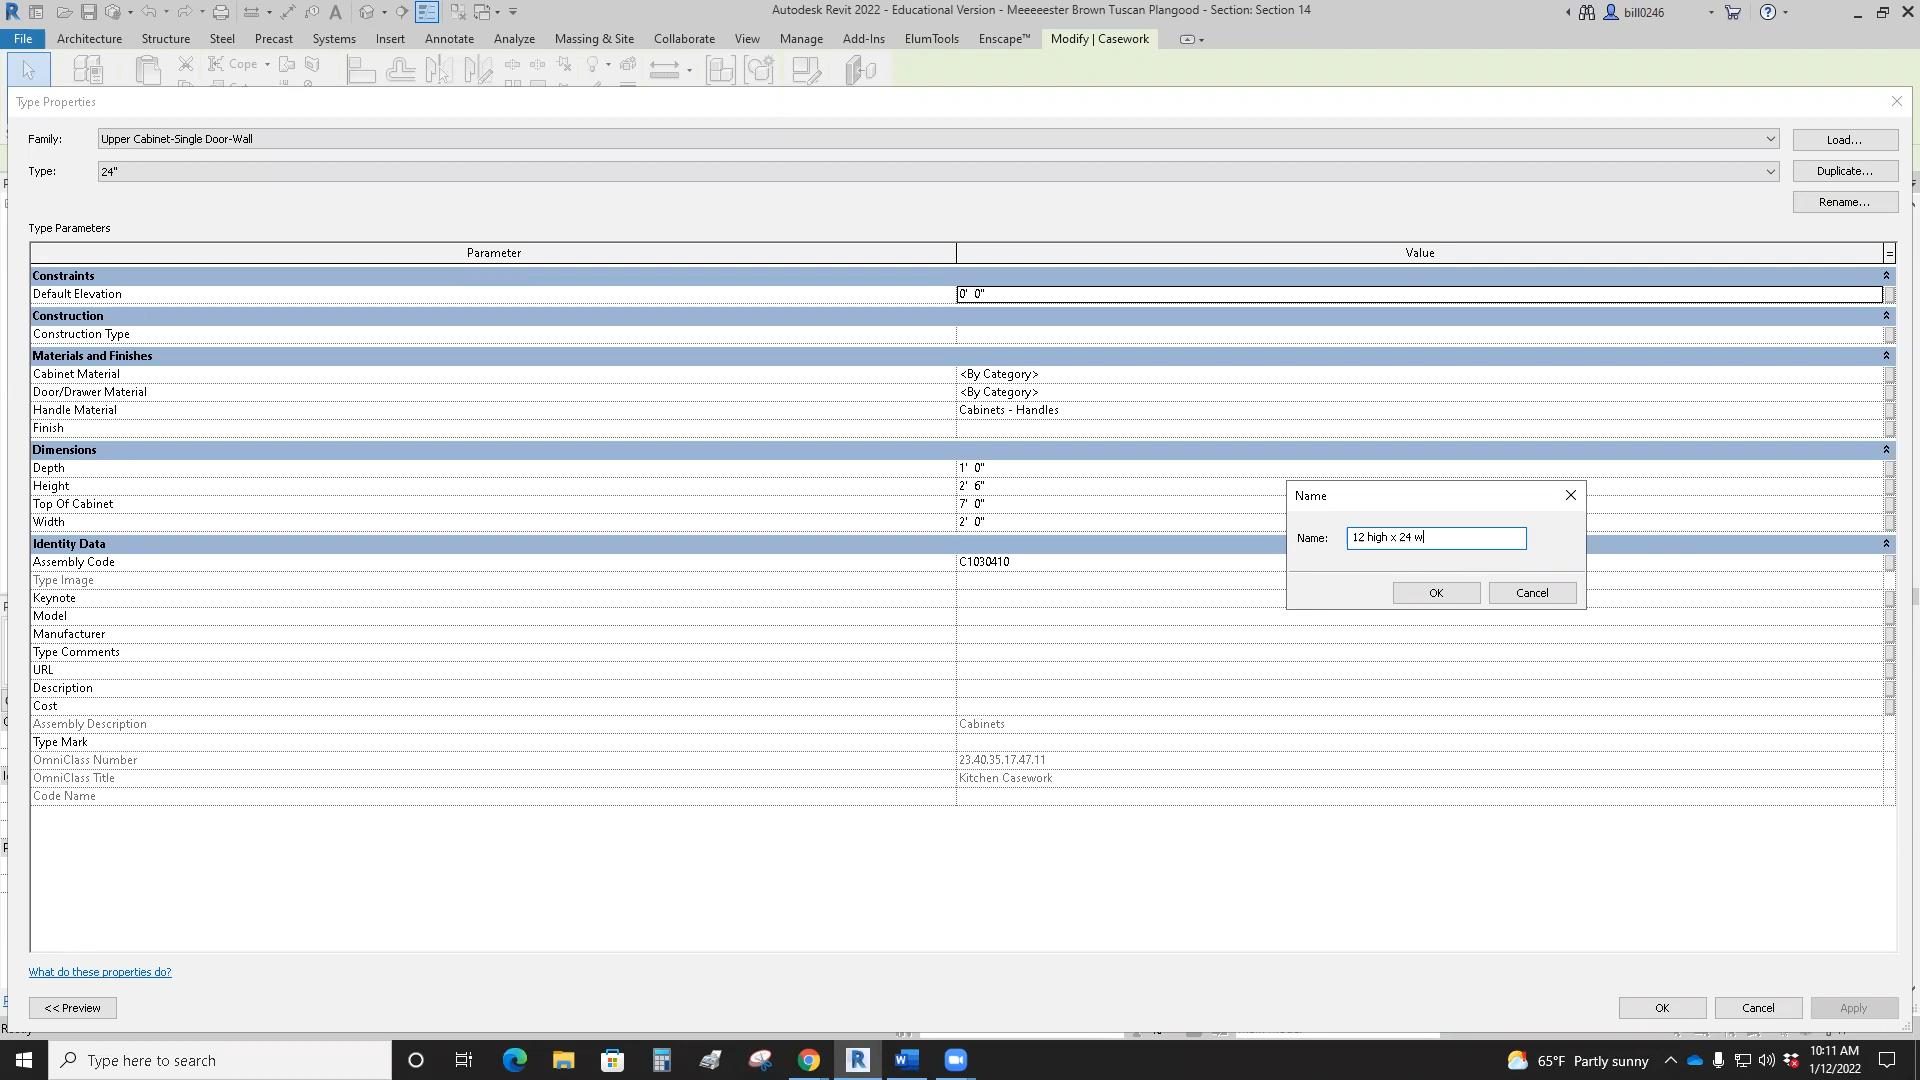 Autodesk Revit 2022 - Educational Version - Meeeeester Brown Tuscan Plangood - Section: Section 14
bill0246
File Architecture Structure Steel Precast Systems Insert Annotate Analyze Massing & Site Collaborate View Manage Add-Ins ElumTools Enscape™ Modify | Casework
Cope
Type Properties
Family: Upper Cabinet-Single Door-Wall Load...
Type: 24" Duplicate...
Rename...
Type Parameters
Parameter Value =
Constraints
Default Elevation 0' 0"
Construction
Construction Type
Materials and Finishes
Cabinet Material <By Category>
Door/Drawer Material <By Category>
Handle Material Cabinets - Handles
Finish
Dimensions
Depth 1' 0"
Height 2' 6"
Top Of Cabinet 7' 0"
Width 2' 0"
Identity Data
Assembly Code C1030410
Type Image
Keynote
Model
Manufacturer
Type Comments
URL
Description
Cost
Assembly Description Cabinets
Type Mark
OmniClass Number 23.40.35.17.47.11
OmniClass Title Kitchen Casework
Code Name
Name
Name: 12 high x 24 w
OK Cancel
What do these properties do?
<< Preview OK Cancel Apply
Type here to search
65°F Partly sunny
10:11 AM
1/12/2022